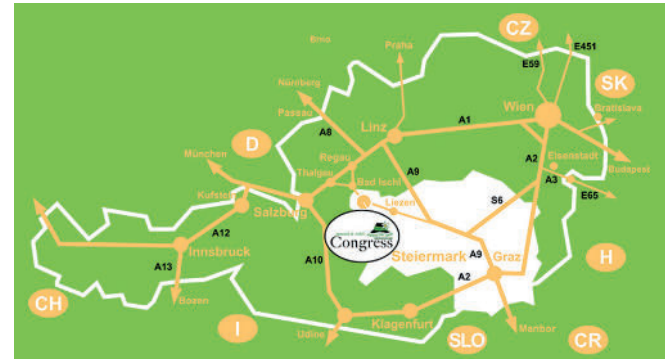 CZ
E451
Brno
Praha
E59
SK
Nürnberg
Wien
Bratislava
Passau
Linz
A1
A8
D
A2
Regau
Eisenstadt
Budapest
München
Thalgau
A9
A3
Bad Ischl
E65
Kufstein
Salzburg
Liezen
S6
A12
Congress
Innsbruck
Steiermark
A9
Graz
H
A13
A10
A2
CH
Bozen
Klagenfurt
I
Udine
SLO
Maribor
CR